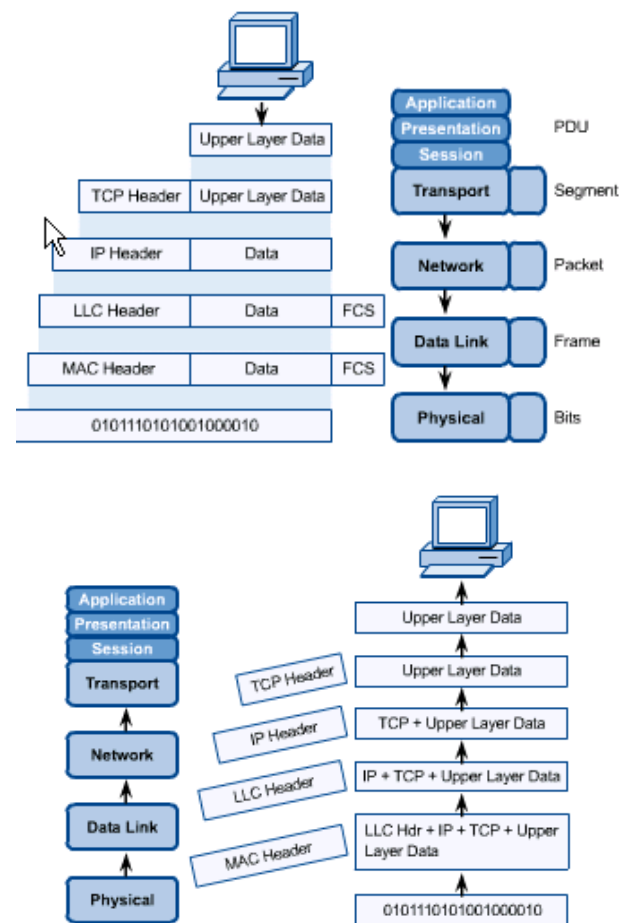 Upper Layer Data
TCP Header Upper Layer Data
IP Header Data
LLC Header Data FCS
MAC Header Data FCS
0101110101001000010
Application
Presentation PDU
Session
Transport Segment
Network Packet
Data Link Frame
Physical Bits
Application
Presentation
Session
Transport
Network
Data Link
Physical
Upper Layer Data
TCP Header Upper Layer Data
IP Header TCP + Upper Layer Data
LLC Header IP + TCP + Upper Layer Data
MAC Header LLC Hdr + IP + TCP + Upper
Layer Data
0101110101001000010